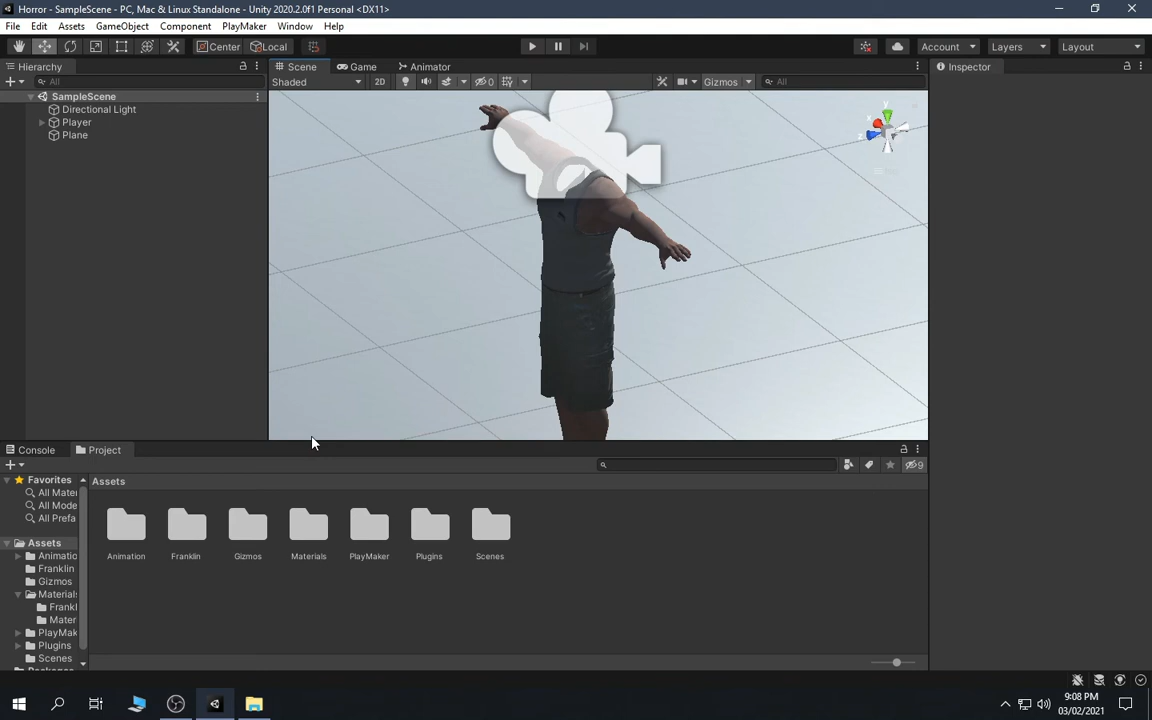 Horror - SampleScene - PC, Mac & Linux Standalone - Unity 2020.2.0f1 Personal <DX11>
File Edit Assets GameObject Component PlayMaker Window Help
Center Local Account Layers Layout
Hierarchy Scene Game Animator Inspector
All Shaded 2D 0 Gizmos All
SampleScene
Directional Light
Player
Plane
y
x
z
Console Project
9
Favorites Assets
All Mater
All Mode
All Prefa
Assets
Animatio
Franklin
Gizmos
Materials
Frankl
Mater
PlayMak
Plugins
Scenes
Packages
Animation Franklin Gizmos Materials PlayMaker Plugins Scenes
9:08 PM
03/02/2021